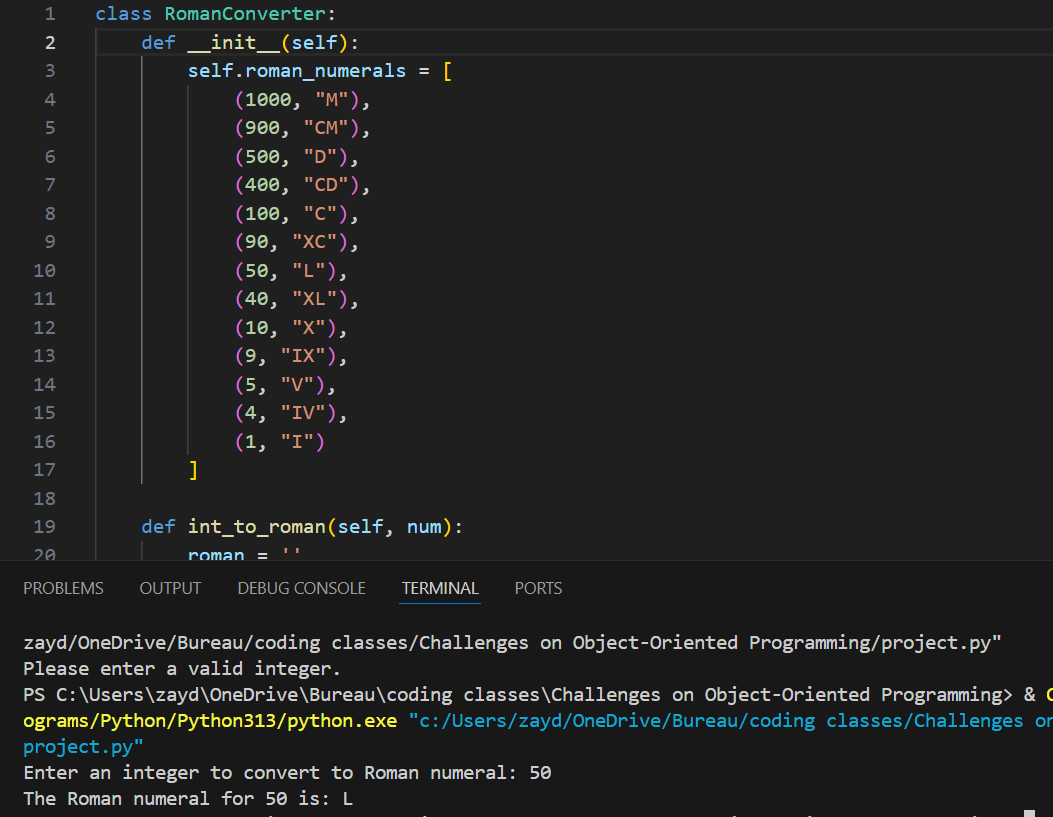 1 class RomanConverter:
2 def __init__(self):
3 self.roman_numerals = [
4 (1000, "M"),
5 (900, "CM"),
6 (500, "D"),
7 (400, "CD"),
8 (100, "C"),
9 (90, "XC"),
10 (50, "L"),
11 (40, "XL"),
12 (10, "X"),
13 (9, "IX"),
14 (5, "V"),
15 (4, "IV"),
16 (1, "I")
17 ]
18
19 def int_to_roman(self, num):
20 roman = ''
PROBLEMS OUTPUT DEBUG CONSOLE TERMINAL PORTS
zayd/OneDrive/Bureau/coding classes/Challenges on Object-Oriented Programming/project.py"
Please enter a valid integer.
PS C:\Users\zayd\OneDrive\Bureau\coding classes\Challenges on Object-Oriented Programming> &
ograms/Python/Python313/python.exe "c:/Users/zayd/OneDrive/Bureau/coding classes/Challenges on
project.py"
Enter an integer to convert to Roman numeral: 50
The Roman numeral for 50 is: L